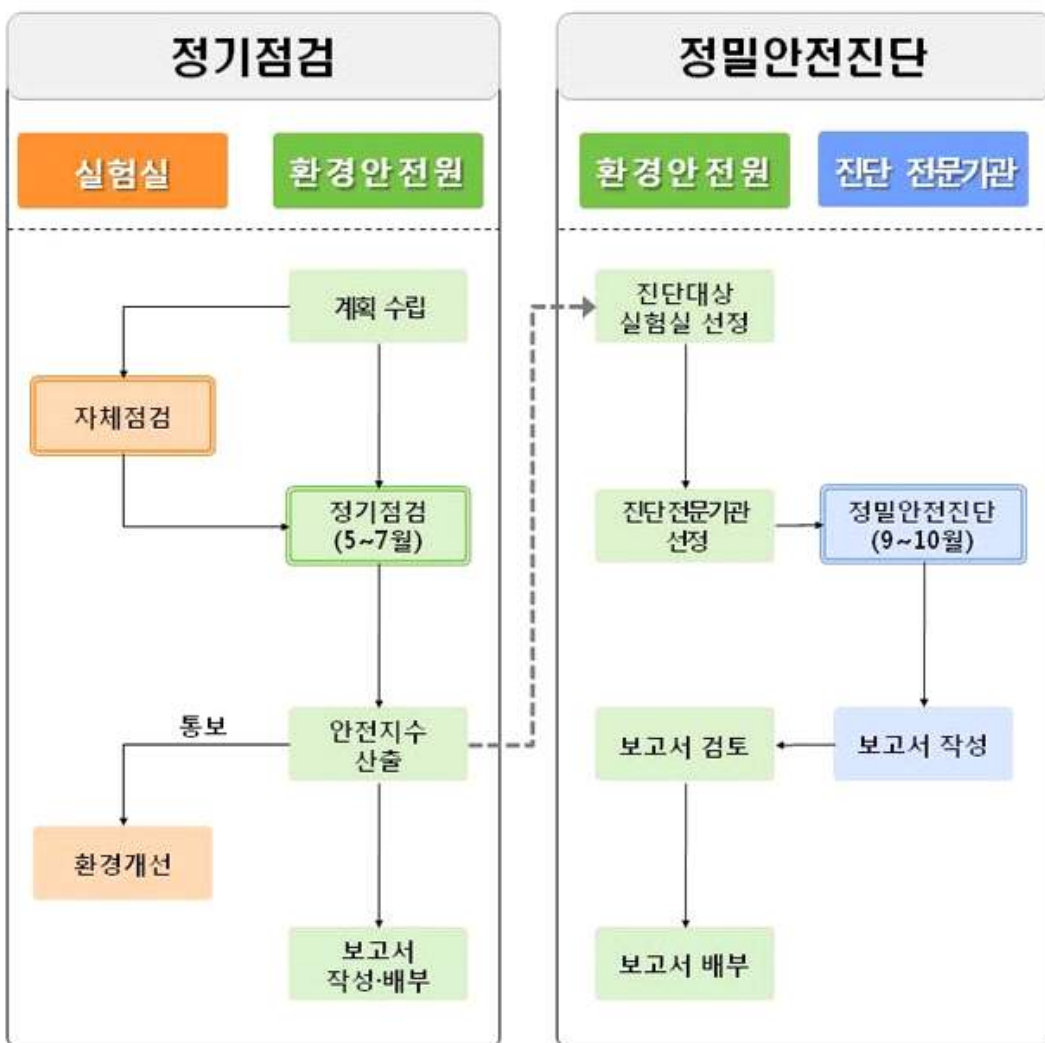 정기점검
실험실
환경안전원
계획 수립
자체점검
정기점검
(5~7월)
통보
안전지수
산출
환경개선
보고서
작성·배부
정밀안전진단
환경안전원
진단 전문기관
진단대상
실험실 선정
진단 전문기관
선정
정밀안전진단
(9~10월)
보고서 검토
보고서 작성
보고서 배부